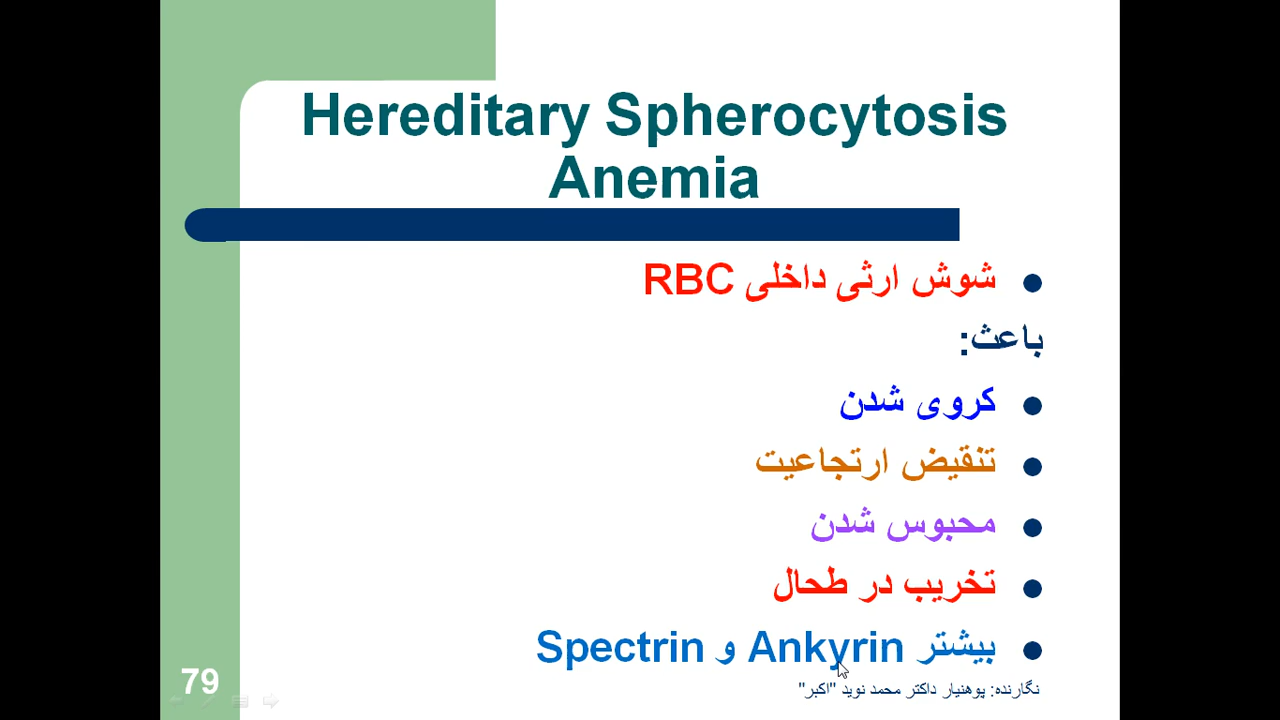 Hereditary Spherocytosis
Anemia
شوش ارثی داخلی RBC
باعث:
کروی شدن
تنقیض ارتجاعیت
محبوس شدن
تخریب در طحال
بیشتر Ankyrin و Spectrin
نگارنده: پوهنیار داکتر محمد نوید "اکبر"
79